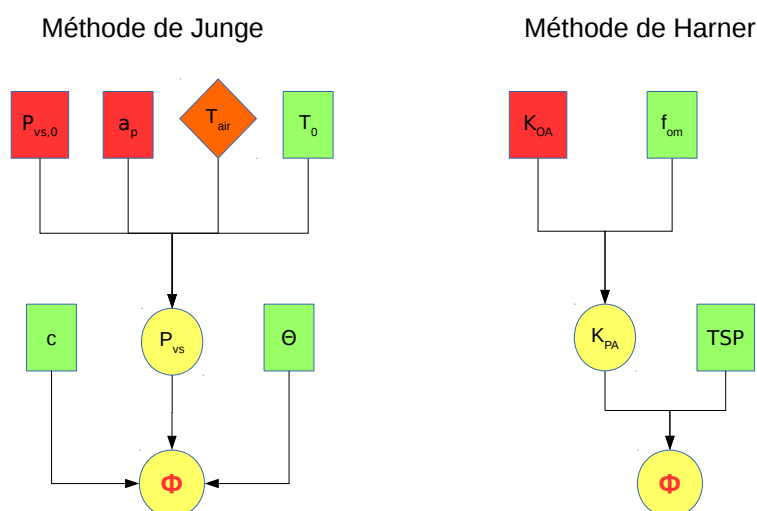 Méthode de Junge
Méthode de Harner
Pvs,0
ap
Tair
T0
KOA
fom
c
Pvs
Θ
KPA
TSP
Φ
Φ